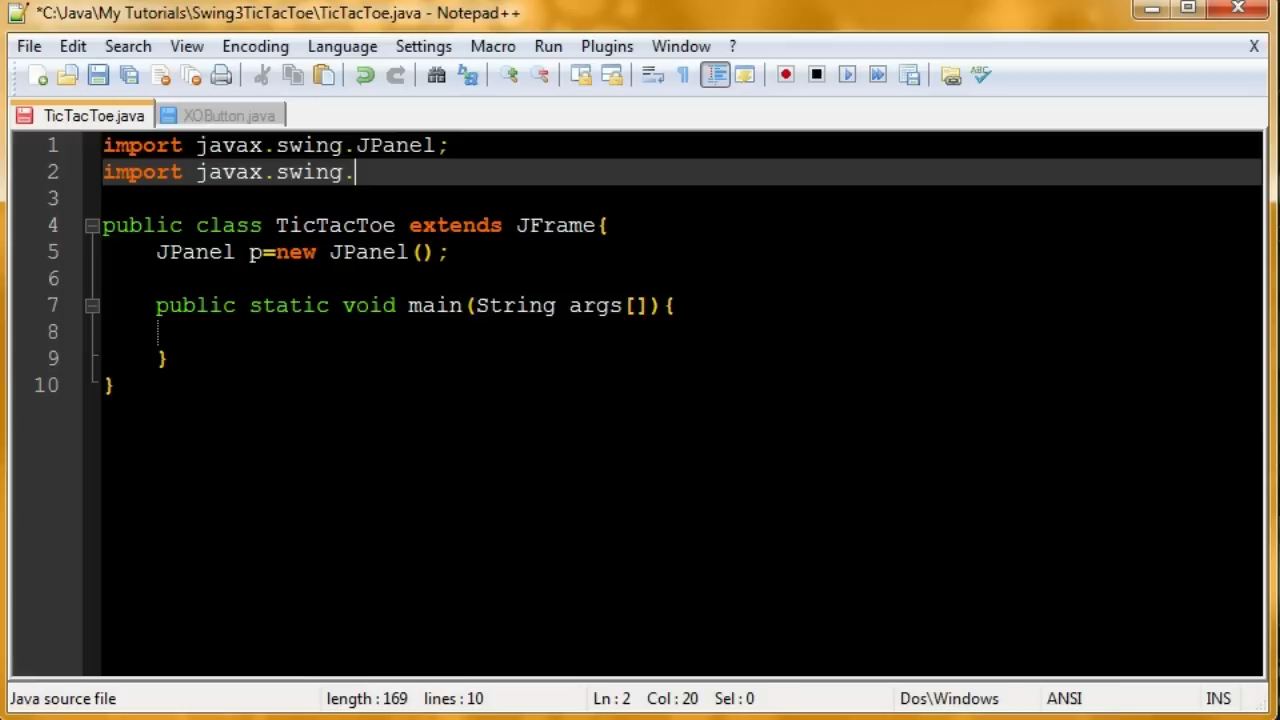 *C:\Java\My Tutorials\Swing3TicTacToe\TicTacToe.java - Notepad++
File Edit Search View Encoding Language Settings Macro Run Plugins Window ? X
TicTacToe.java XOButton.java
1 import javax.swing.JPanel;
2 import javax.swing.
3
4 public class TicTacToe extends JFrame{
5 JPanel p=new JPanel();
6
7 public static void main(String args[]){
8
9 }
10 }
Java source file length : 169 lines : 10 Ln : 2 Col : 20 Sel : 0 Dos\Windows ANSI INS